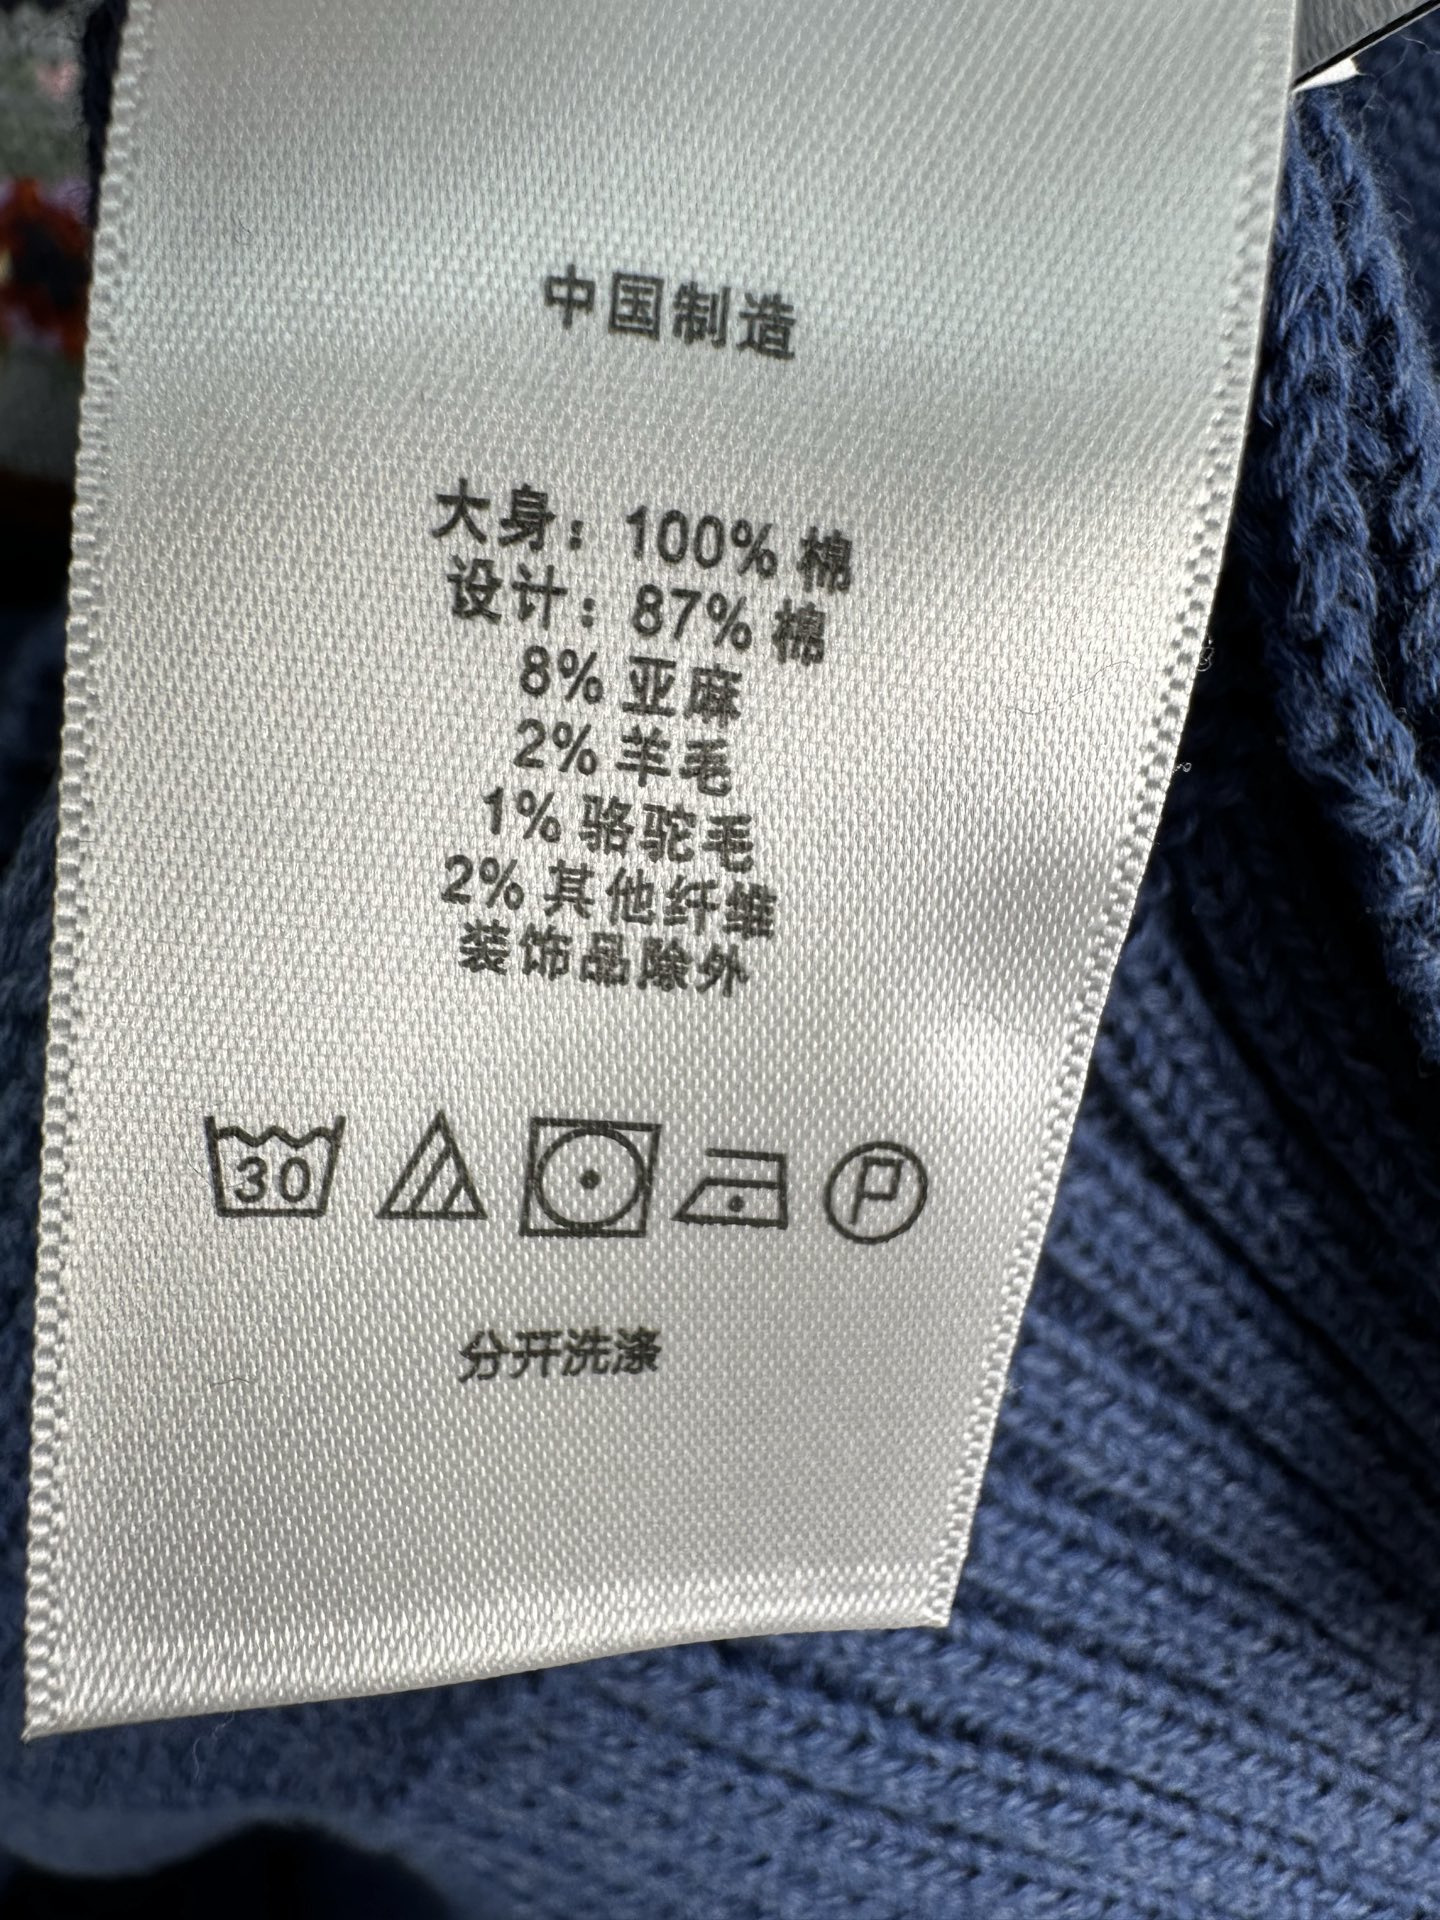 中国制造
大身：100% 棉
设计：87% 棉
8% 亚麻
2% 羊毛
1% 骆驼毛
2% 其他纤维
装饰品除外
30
P
分开洗涤